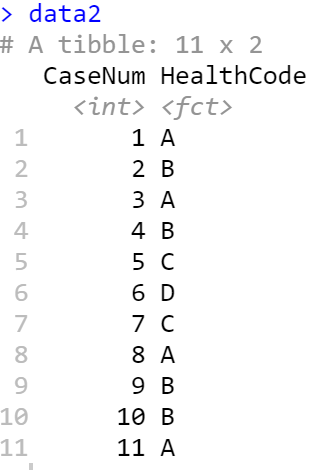 > data2
# A tibble: 11 x 2
CaseNum HealthCode
<int> <fct>
1 1 A
2 2 B
3 3 A
4 4 B
5 5 C
6 6 D
7 7 C
8 8 A
9 9 B
10 10 B
11 11 A